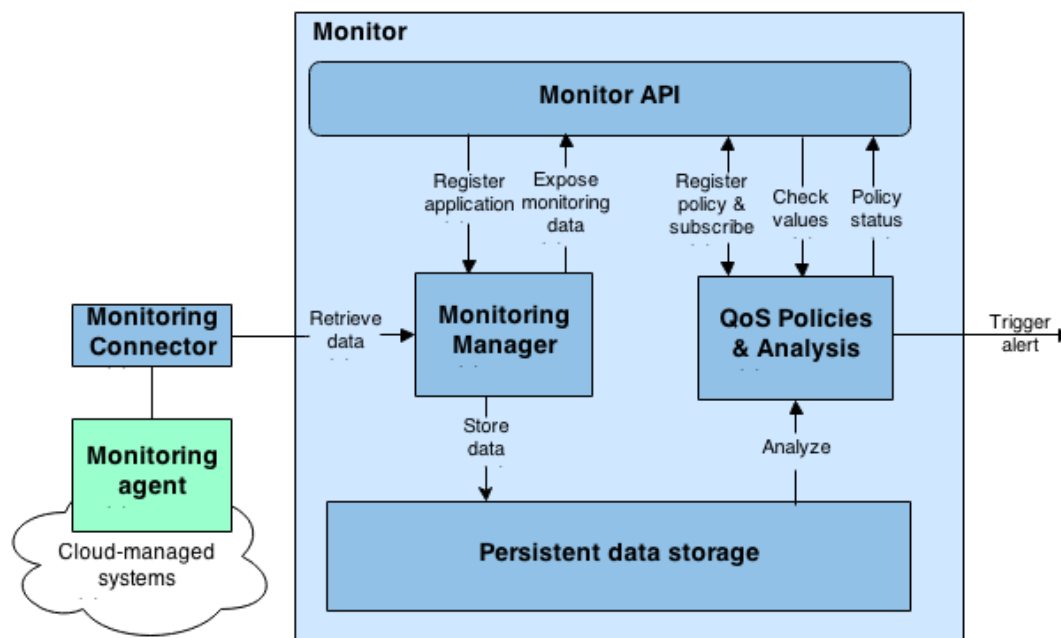 Monitor
Monitor API
Register
application
Expose
monitoring
data
Register
policy &
subscribe
Check
values
Policy
status
Monitoring
Connector
Retrieve
data
Monitoring
Manager
QoS Policies
& Analysis
Trigger
alert
Monitoring
agent
Store
data
Analyze
Cloud-managed
systems
Persistent data storage